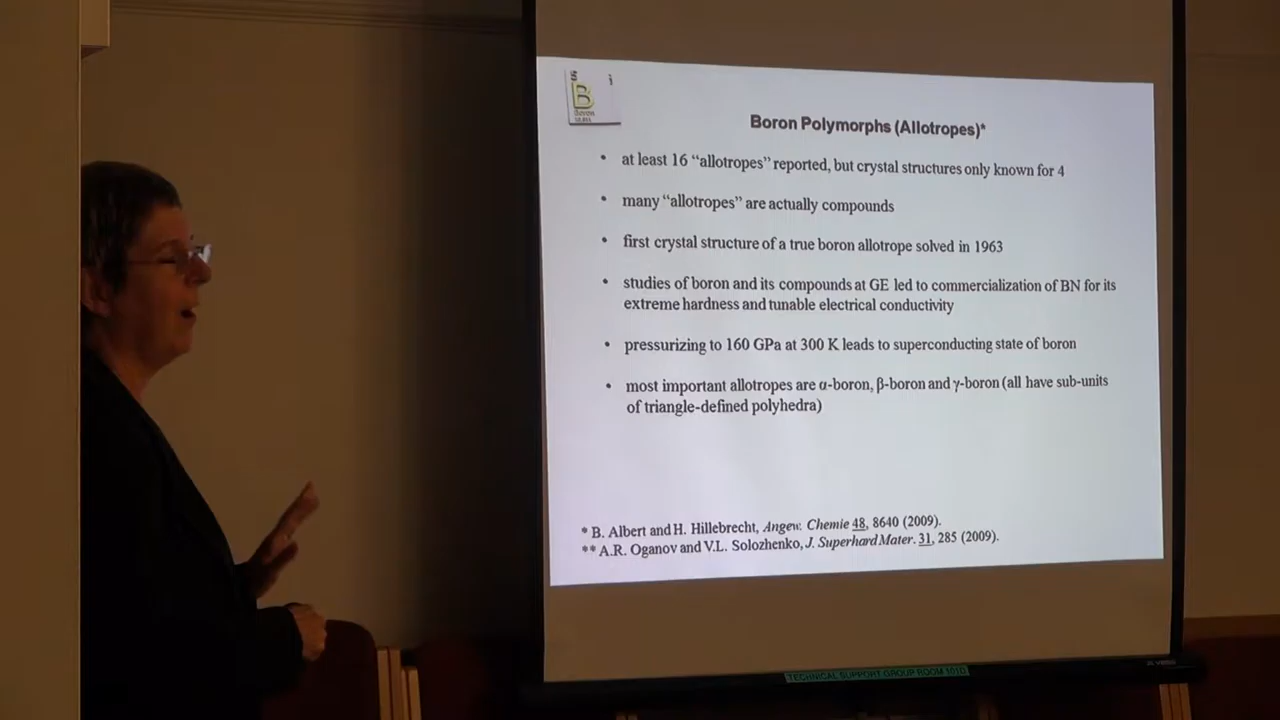 5
B
Boron
Boron Polymorphs (Allotropes)*
• at least 16 “allotropes” reported, but crystal structures only known for 4
• many “allotropes” are actually compounds
• first crystal structure of a true boron allotrope solved in 1963
• studies of boron and its compounds at GE led to commercialization of BN for its
extreme hardness and tunable electrical conductivity
• pressurizing to 160 GPa at 300 K leads to superconducting state of boron
• most important allotropes are α-boron, β-boron and γ-boron (all have sub-units
of triangle-defined polyhedra)
* B. Albert and H. Hillebrecht, Angew. Chemie 48, 8640 (2009).
** A.R. Oganov and V.L. Solozhenko, J. Superhard Mater. 31, 285 (2009).
TECHNICAL SUPPORT GROUP ROOM